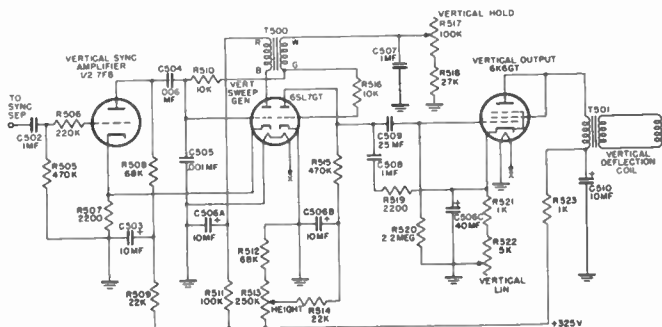 VERTICAL SYNC
AMPLIFIER
1/2 7F8
TO
SYNC
SEP
C502
1MF
R506
220K
R505
470K
R507
2200
C503
10MF
R508
68K
R509
22K
C504
.006
MF
R510
10K
C505
.001MF
C506A
10MF
R511
100K
T500
R
W
B
G
VERT
SWEEP
GEN
6SL7GT
R512
68K
R513
250K
HEIGHT
R514
22K
C506B
10MF
R515
470K
R516
10K
C507
1MF
VERTICAL HOLD
R517
100K
R518
27K
C509
.25MF
C508
1MF
R519
2200
R520
2.2MEG
C506C
40MF
VERTICAL OUTPUT
6K6GT
R521
1K
R522
5K
VERTICAL
LIN
R523
1K
T501
VERTICAL
DEFLECTION
COIL
C510
10MF
+325V